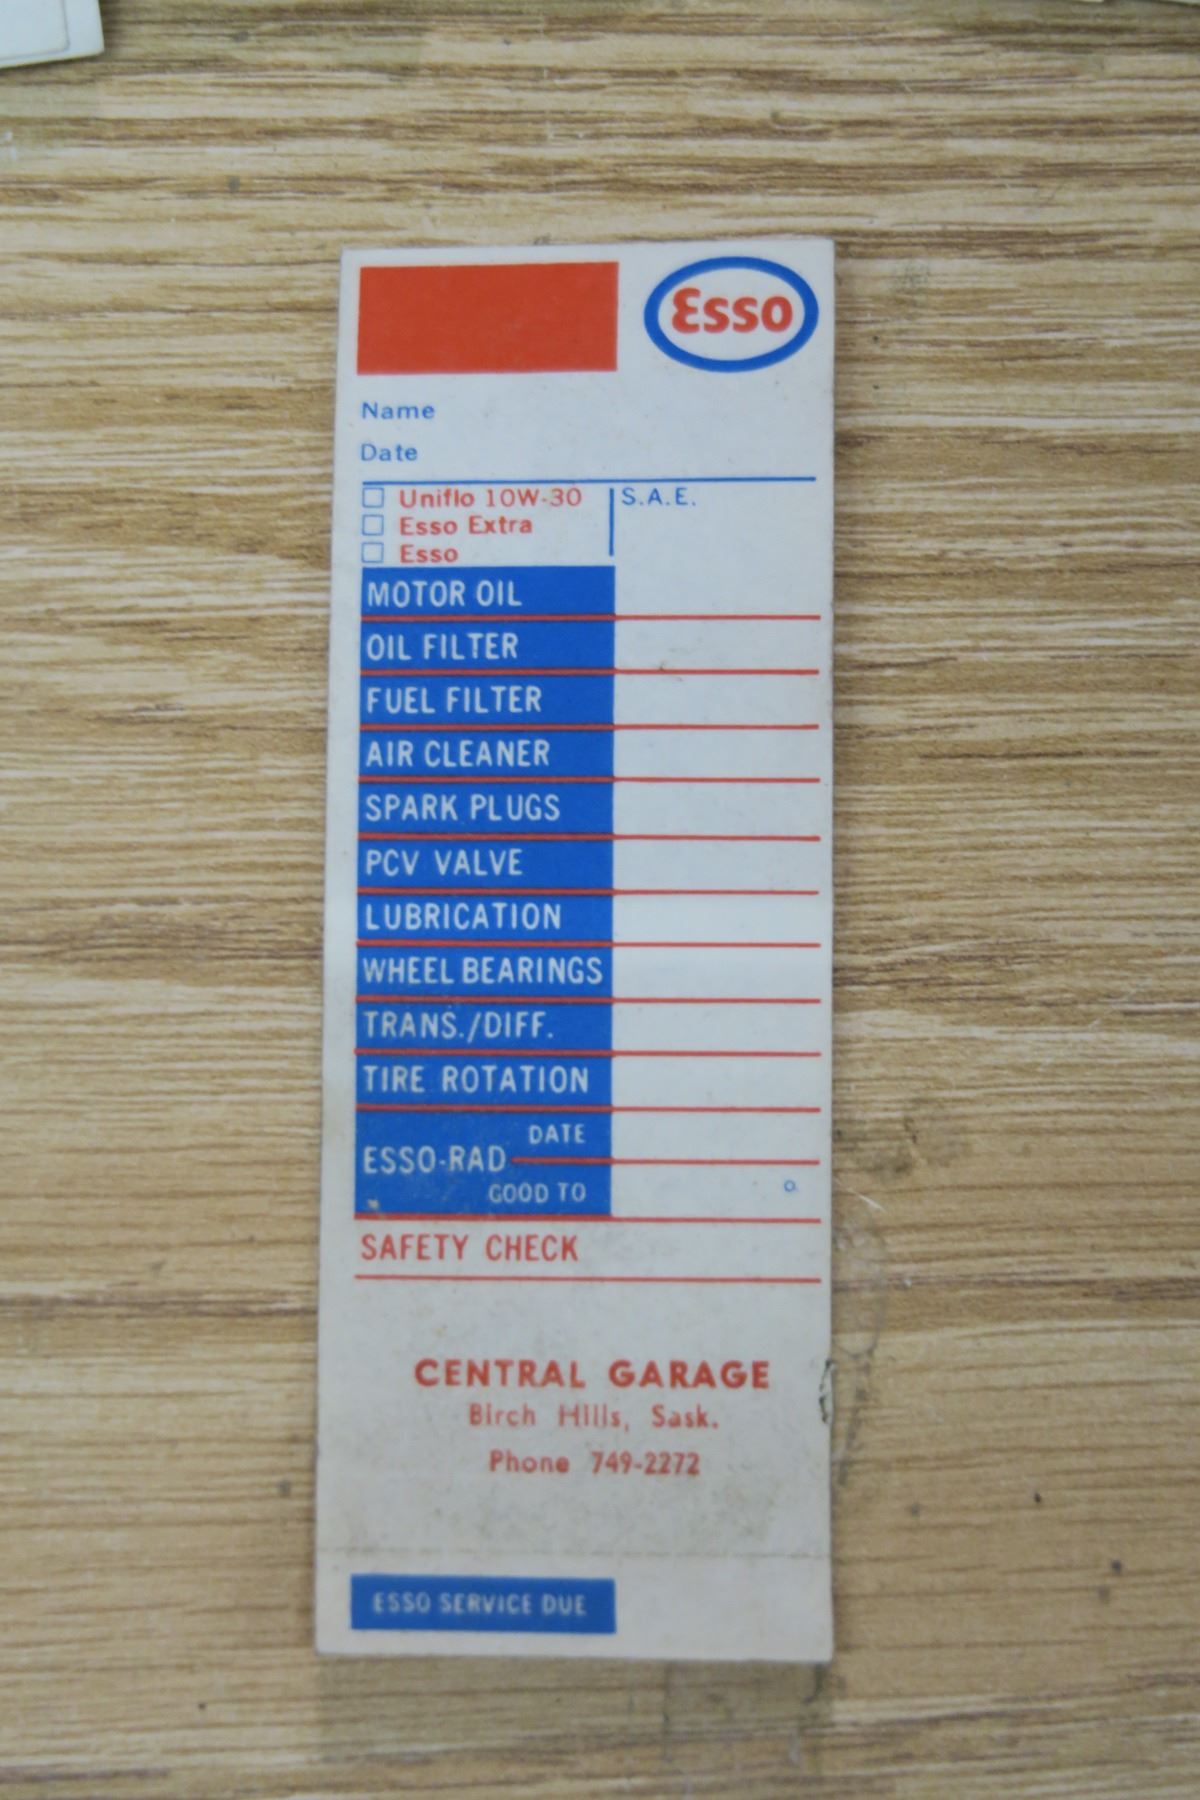 Esso
Name
Date
Uniflo 10W-30
S.A.E.
Esso Extra
Esso
MOTOR OIL
OIL FILTER
FUEL FILTER
AIR CLEANER
SPARK PLUGS
PCV VALVE
LUBRICATION
WHEEL BEARINGS
TRANS./DIFF.
TIRE ROTATION
DATE
ESSO-RAD
GOOD TO °
SAFETY CHECK
CENTRAL GARAGE
Birch Hills, Sask.
Phone 749-2272
ESSO SERVICE DUE